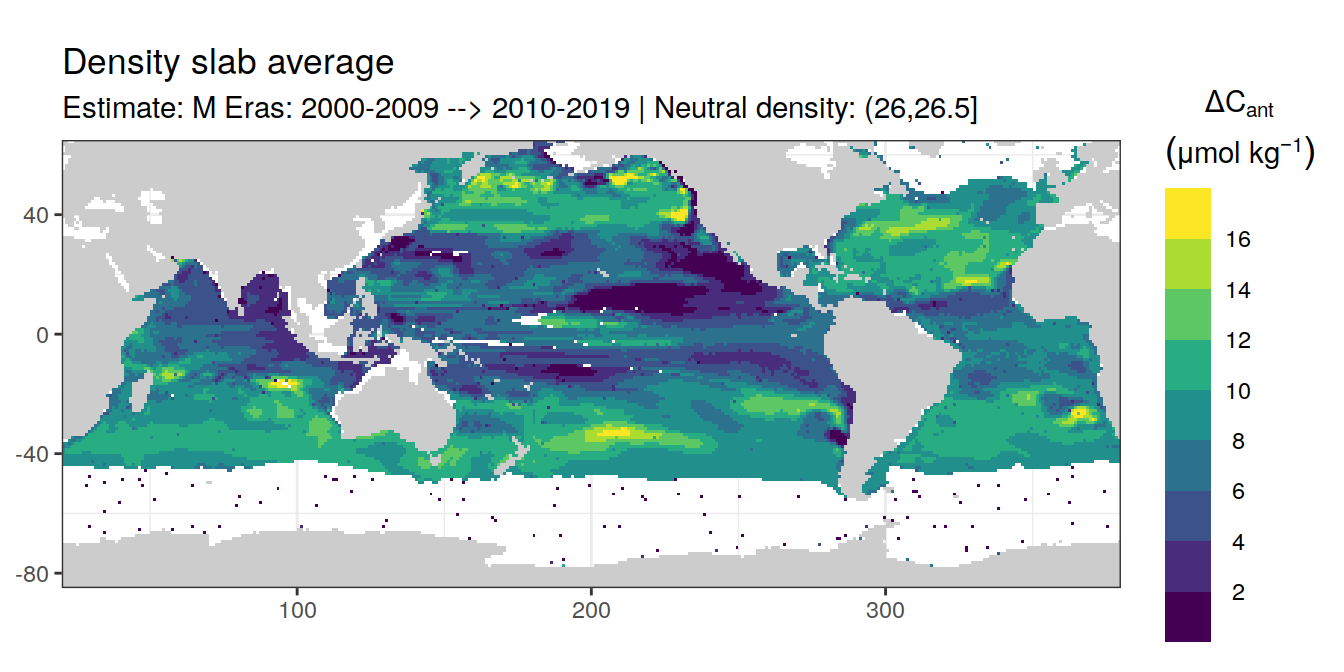 Density slab average
Estimate: M Eras: 2000-2009 --> 2010-2019 | Neutral density: (26,26.5]
ΔCant
(μmol kg⁻¹)
16
14
12
10
8
6
4
2
40
0
-40
-80
100 200 300